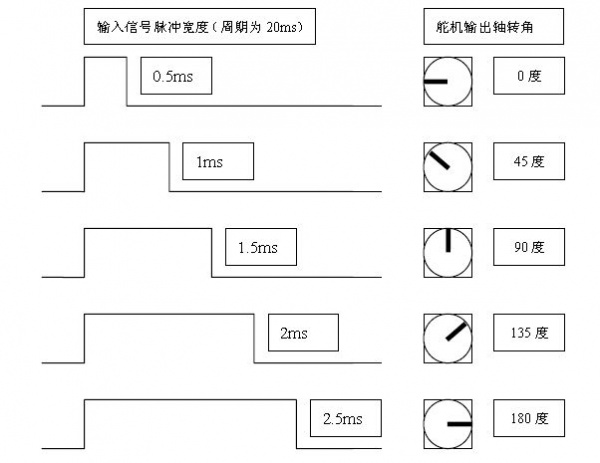 输入信号脉冲宽度（周期为 20ms） 舵机输出轴转角
0.5ms 0 度
1ms 45 度
1.5ms 90 度
2ms 135 度
2.5ms 180 度